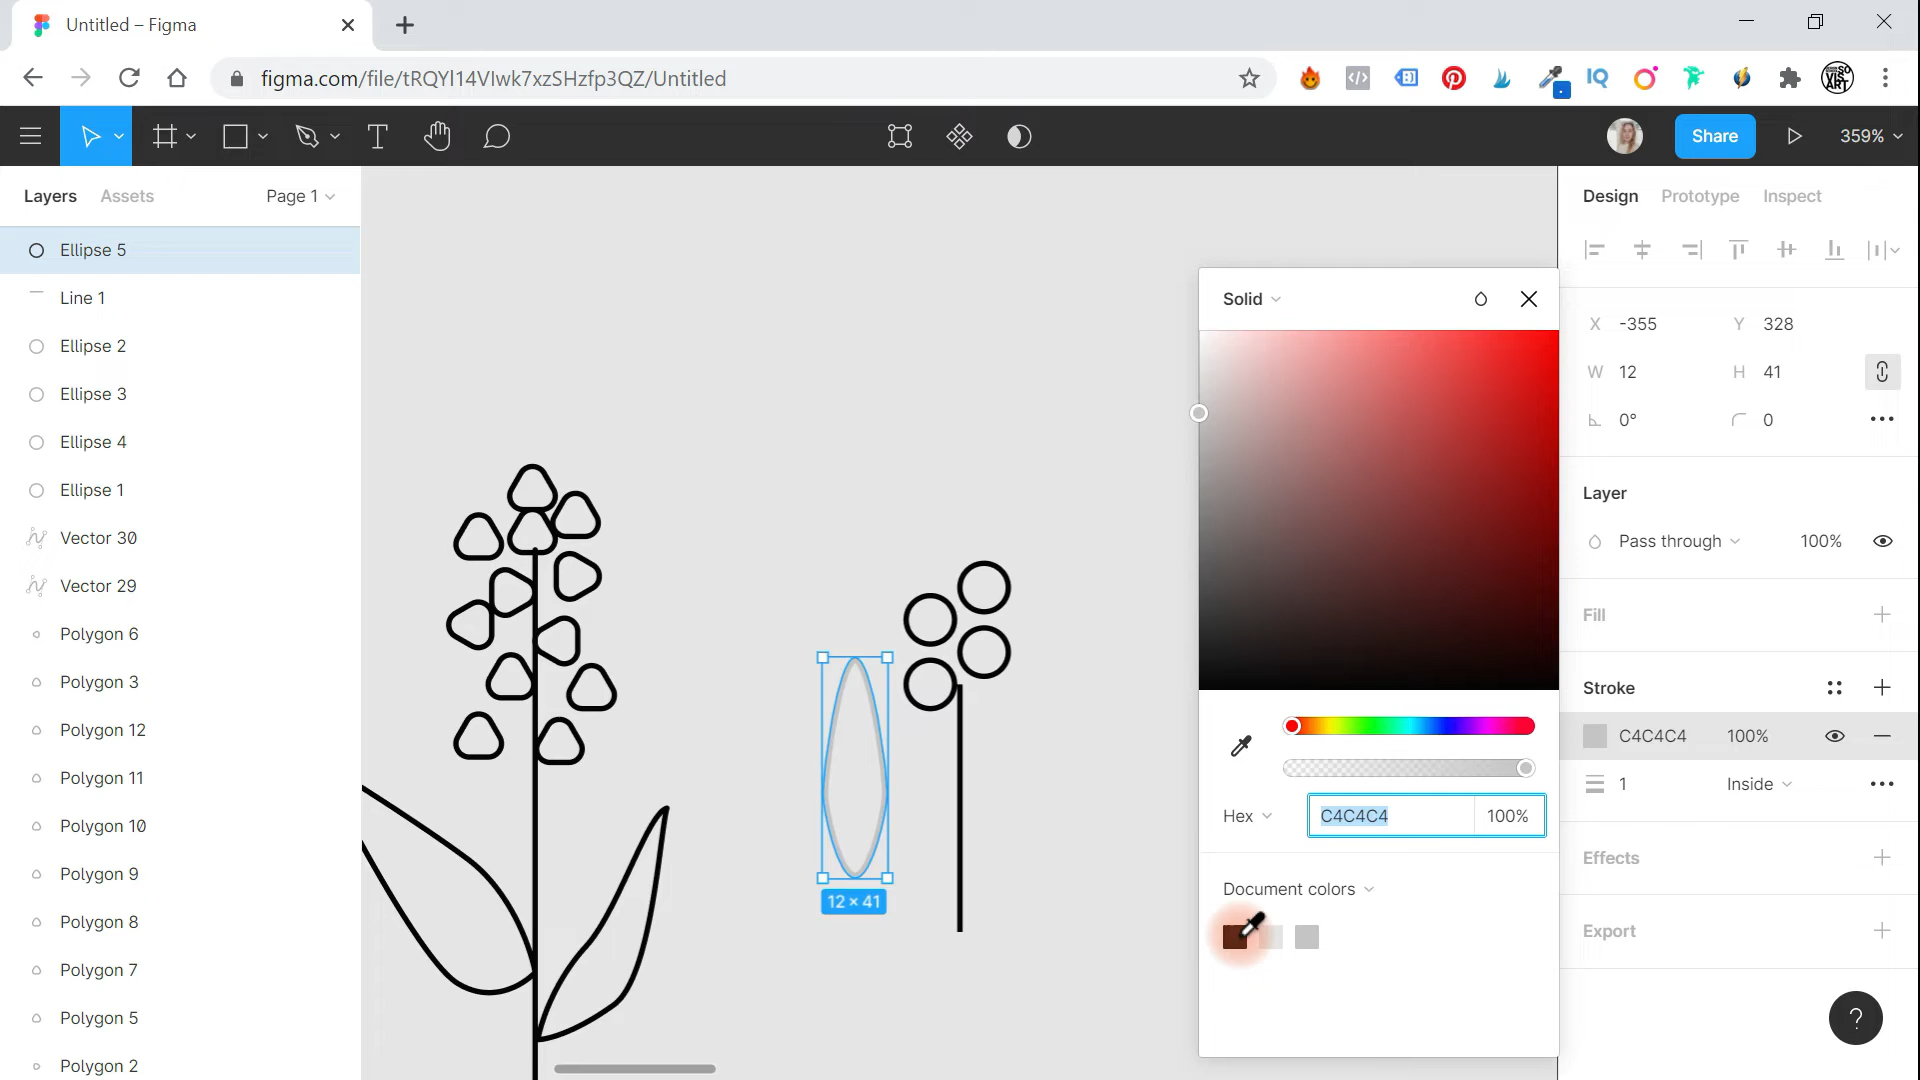 Untitled – Figma
figma.com/file/tRQYl14VIwk7xzSHzfp3QZ/Untitled
IQ
SO
VIS
ART
T
Share
359%
Layers Assets Page 1
Ellipse 5
Line 1
Ellipse 2
Ellipse 3
Ellipse 4
Ellipse 1
Vector 30
Vector 29
Polygon 6
Polygon 3
Polygon 12
Polygon 11
Polygon 10
Polygon 9
Polygon 8
Polygon 7
Polygon 5
Polygon 2
12 × 41
Solid
Hex C4C4C4 100%
Document colors
Design Prototype Inspect
X -355 Y 328
W 12 H 41
0° 0
Layer
Pass through 100%
Fill
Stroke
C4C4C4 100%
1 Inside
Effects
Export
?